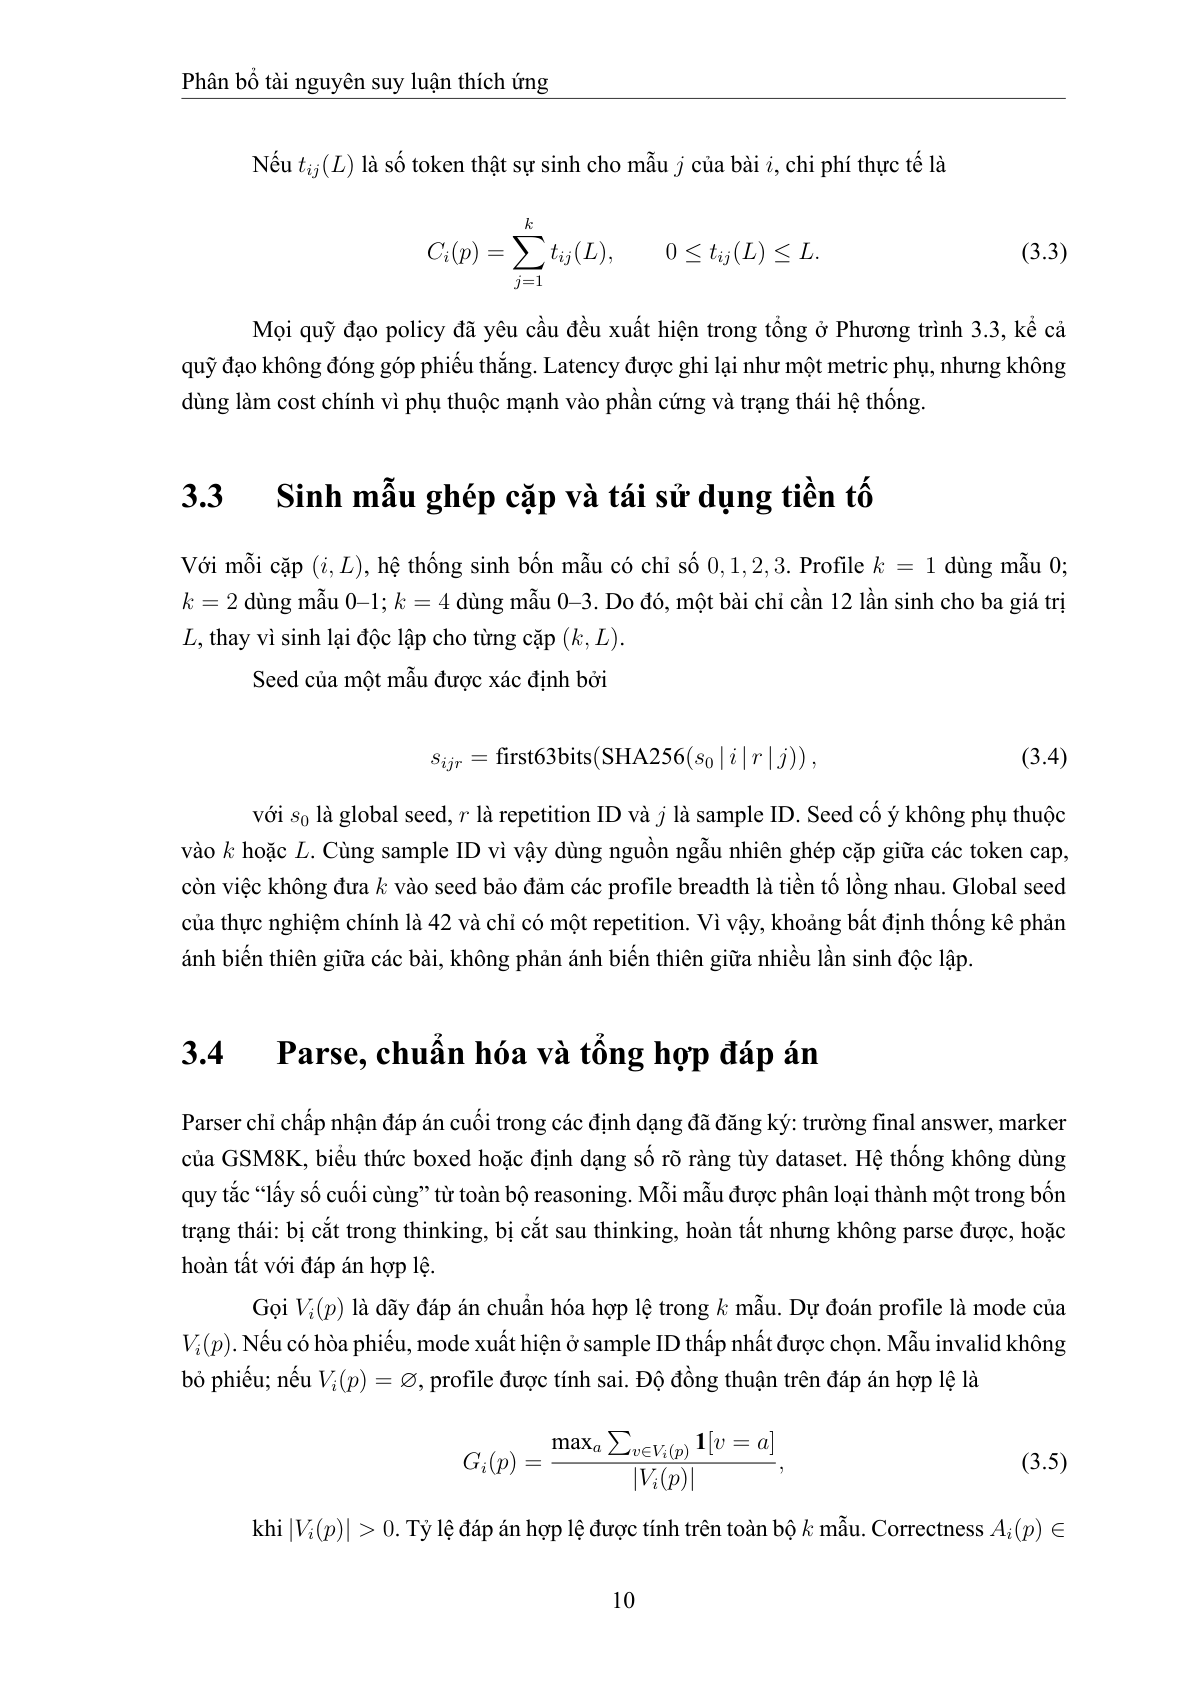 Phân bổ tài nguyên suy luận thích ứng
Nếu t_{ij}(L) là số token thật sự sinh cho mẫu j của bài i, chi phí thực tế là
C_i(p) = \sum_{j=1}^{k} t_{ij}(L), 0 ≤ t_{ij}(L) ≤ L. (3.3)
Mọi quỹ đạo policy đã yêu cầu đều xuất hiện trong tổng ở Phương trình 3.3, kể cả
quỹ đạo không đóng góp phiếu thắng. Latency được ghi lại như một metric phụ, nhưng không
dùng làm cost chính vì phụ thuộc mạnh vào phần cứng và trạng thái hệ thống.
3.3 Sinh mẫu ghép cặp và tái sử dụng tiền tố
Với mỗi cặp (i, L), hệ thống sinh bốn mẫu có chỉ số 0, 1, 2, 3. Profile k = 1 dùng mẫu 0;
k = 2 dùng mẫu 0–1; k = 4 dùng mẫu 0–3. Do đó, một bài chỉ cần 12 lần sinh cho ba giá trị
L, thay vì sinh lại độc lập cho từng cặp (k, L).
Seed của một mẫu được xác định bởi
s_{ijr} = first63bits(SHA256(s_0 | i | r | j)), (3.4)
với s_0 là global seed, r là repetition ID và j là sample ID. Seed cố ý không phụ thuộc
vào k hoặc L. Cùng sample ID vì vậy dùng nguồn ngẫu nhiên ghép cặp giữa các token cap,
còn việc không đưa k vào seed bảo đảm các profile breadth là tiền tố lồng nhau. Global seed
của thực nghiệm chính là 42 và chỉ có một repetition. Vì vậy, khoảng bất định thống kê phản
ánh biến thiên giữa các bài, không phản ánh biến thiên giữa nhiều lần sinh độc lập.
3.4 Parse, chuẩn hóa và tổng hợp đáp án
Parser chỉ chấp nhận đáp án cuối trong các định dạng đã đăng ký: trường final answer, marker
của GSM8K, biểu thức boxed hoặc định dạng số rõ ràng tùy dataset. Hệ thống không dùng
quy tắc “lấy số cuối cùng” từ toàn bộ reasoning. Mỗi mẫu được phân loại thành một trong bốn
trạng thái: bị cắt trong thinking, bị cắt sau thinking, hoàn tất nhưng không parse được, hoặc
hoàn tất với đáp án hợp lệ.
Gọi V_i(p) là dãy đáp án chuẩn hóa hợp lệ trong k mẫu. Dự đoán profile là mode của
V_i(p). Nếu có hòa phiếu, mode xuất hiện ở sample ID thấp nhất được chọn. Mẫu invalid không
bỏ phiếu; nếu V_i(p) = ∅, profile được tính sai. Độ đồng thuận trên đáp án hợp lệ là
G_i(p) = \frac{max_a \sum_{v∈V_i(p)} 1[v = a]}{|V_i(p)|}, (3.5)
khi |V_i(p)| > 0. Tỷ lệ đáp án hợp lệ được tính trên toàn bộ k mẫu. Correctness A_i(p) ∈
10